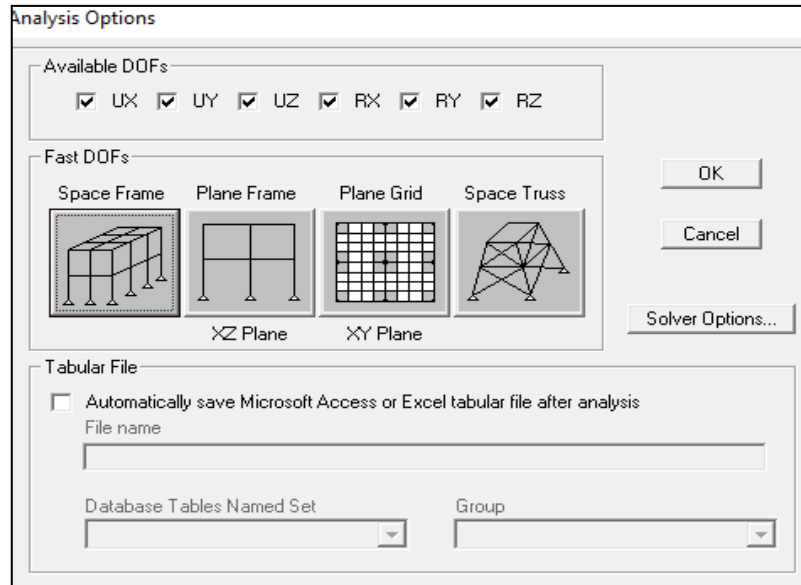 Analysis Options
Available DOFs
UX UY UZ RX RY RZ
Fast DOFs
Space Frame Plane Frame Plane Grid Space Truss
XZ Plane XY Plane
OK
Cancel
Solver Options...
Tabular File
Automatically save Microsoft Access or Excel tabular file after analysis
File name
Database Tables Named Set Group